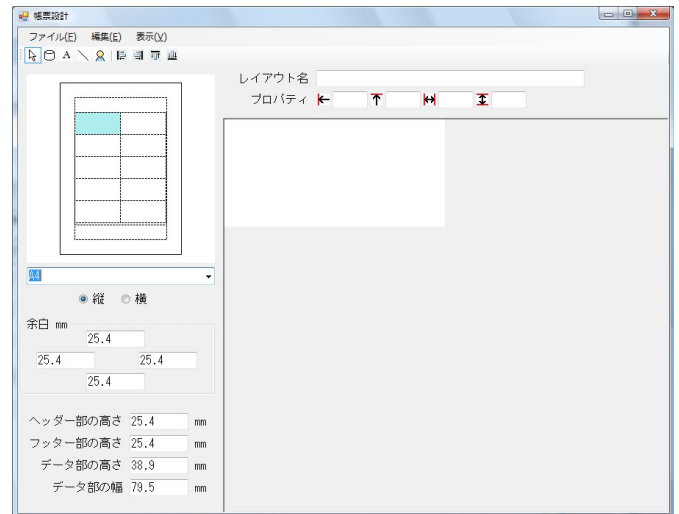 帳票設計
ファイル(F) 編集(E) 表示(V)
A
レイアウト名
プロパティ
A4
縦 横
余白 mm
25.4
25.4 25.4
25.4
ヘッダー部の高さ 25.4 mm
フッター部の高さ 25.4 mm
データ部の高さ 38.9 mm
データ部の幅 79.5 mm